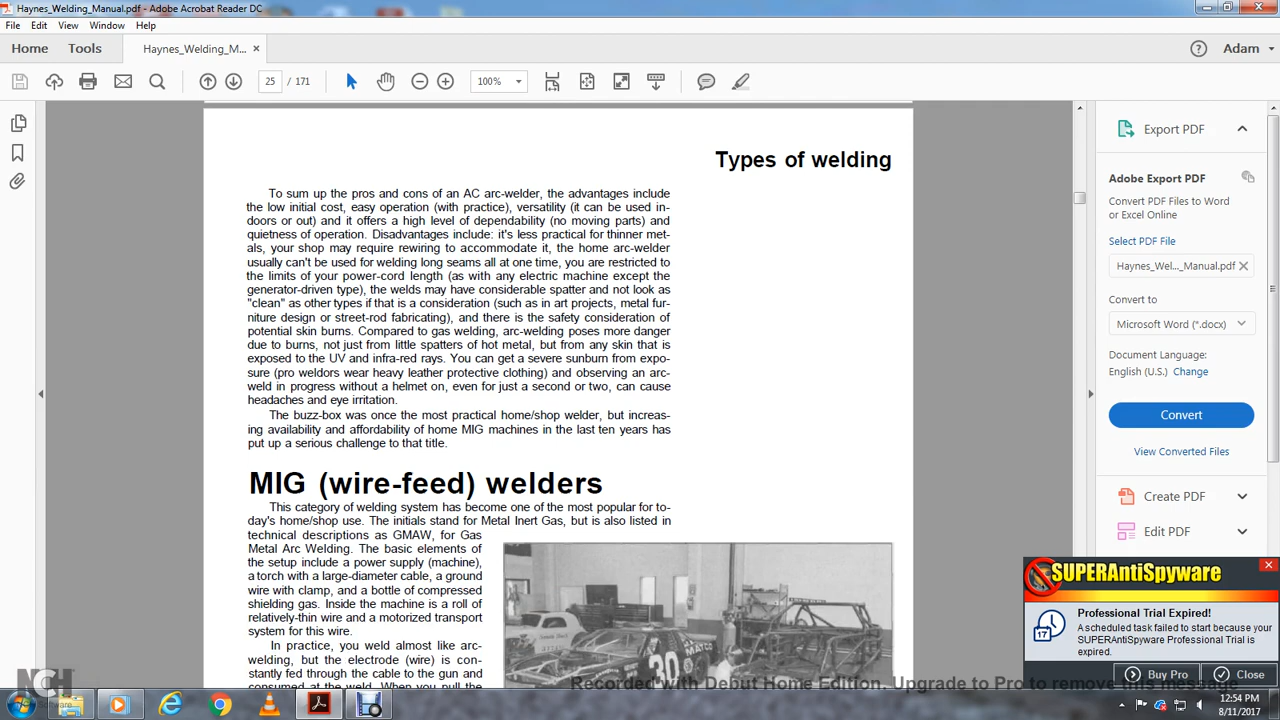 Haynes_Welding_Manual.pdf - Adobe Acrobat Reader DC
File Edit View Window Help
Home Tools Haynes_Welding_M... × Adam
25 / 171 100%
Types of welding
To sum up the pros and cons of an AC arc-welder, the advantages include
the low initial cost, easy operation (with practice), versatility (it can be used in-
doors or out) and it offers a high level of dependability (no moving parts) and
quietness of operation. Disadvantages include: it's less practical for thinner met-
als, your shop may require rewiring to accommodate it, the home arc-welder
usually can't be used for welding long seams all at one time, you are restricted to
the limits of your power-cord length (as with any electric machine except the
generator-driven type), the welds may have considerable spatter and not look as
"clean" as other types if that is a consideration (such as in art projects, metal fur-
niture design or street-rod fabricating), and there is the safety consideration of
potential skin burns. Compared to gas welding, arc-welding poses more danger
due to burns, not just from little spatters of hot metal, but from any skin that is
exposed to the UV and infra-red rays. You can get a severe sunburn from expo-
sure (pro weldors wear heavy leather protective clothing) and observing an arc-
weld in progress without a helmet on, even for just a second or two, can cause
headaches and eye irritation.
The buzz-box was once the most practical home/shop welder, but increas-
ing availability and affordability of home MIG machines in the last ten years has
put up a serious challenge to that title.
MIG (wire-feed) welders
This category of welding system has become one of the most popular for to-
day's home/shop use. The initials stand for Metal Inert Gas, but is also listed in
technical descriptions as GMAW, for Gas
Metal Arc Welding. The basic elements of
the setup include a power supply (machine),
a torch with a large-diameter cable, a ground
wire with clamp, and a bottle of compressed
shielding gas. Inside the machine is a roll of
relatively-thin wire and a motorized transport
system for this wire.
In practice, you weld almost like arc-
welding, but the electrode (wire) is con-
stantly fed through the cable to the gun and
consumed at the weld. When you pull the
30
MATCO
Export PDF
Adobe Export PDF
Convert PDF Files to Word
or Excel Online
Select PDF File
Haynes_Wel..._Manual.pdf
Convert to
Microsoft Word (*.docx)
Document Language:
English (U.S.) Change
Convert
View Converted Files
Create PDF
Edit PDF
SUPERAntiSpyware
Professional Trial Expired!
A scheduled task failed to start because your
SUPERAntiSpyware Professional Trial is
expired.
17
Buy Pro Close
Recorded with Debut Home Edition. Upgrade to Pro to remove this message
NCH
Software
12:54 PM
8/11/2017